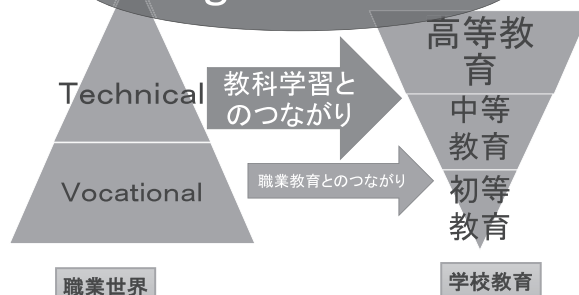 高等教
育
Technical
教科学習と
のつながり
中等
教育
職業教育とのつながり
Vocational
初等
教育
職業世界
学校教育